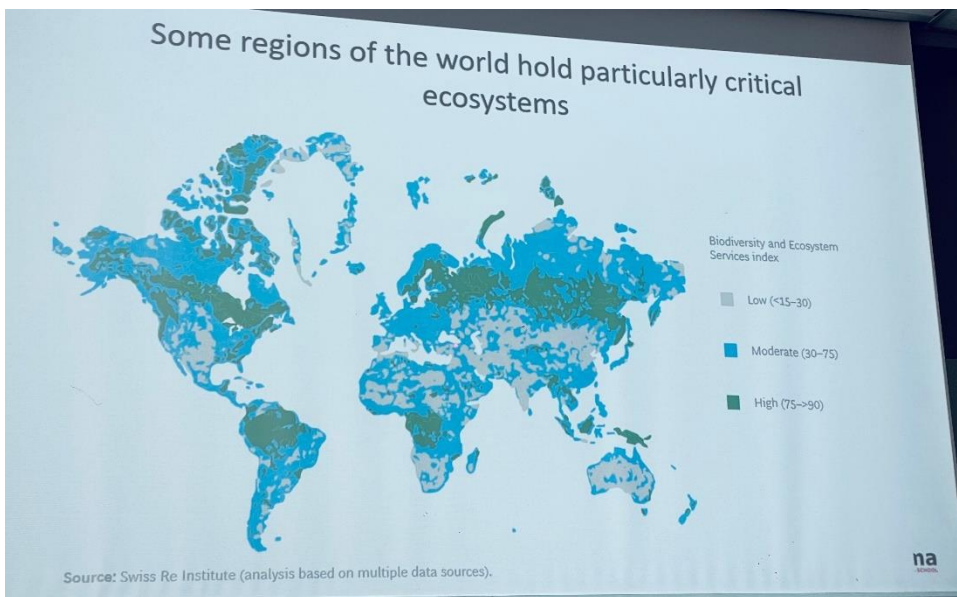 Some regions of the world hold particularly critical
ecosystems
Biodiversity and Ecosystem
Services index
Low (<15–30)
Moderate (30–75)
High (75–>90)
Source: Swiss Re Institute (analysis based on multiple data sources).
na
SCHOOL